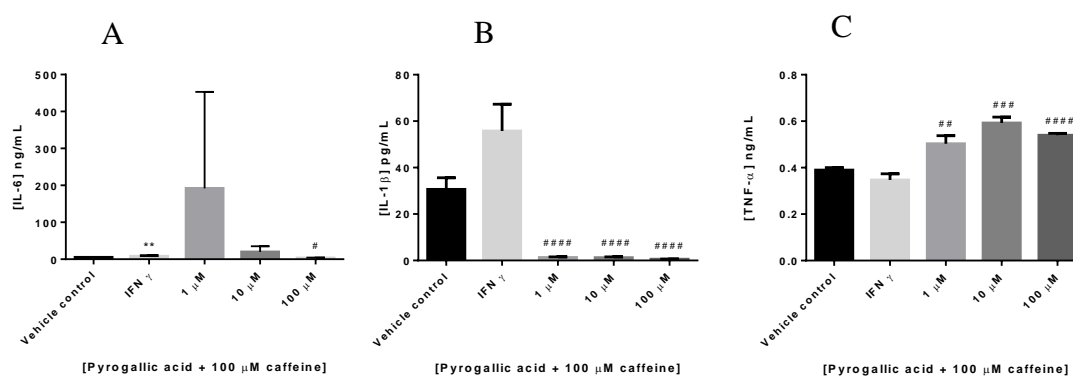 A
B
C
500
400
300
200
100
0
[IL-6] ng/mL
**
#
Vehicle control
IFN γ
1 μM
10 μM
100 μM
[Pyrogallic acid + 100 μM caffeine]
80
60
40
20
0
[IL-1β] pg/mL
####
####
####
Vehicle control
IFN γ
1 μM
10 μM
100 μM
[Pyrogallic acid + 100 μM caffeine]
0.8
0.6
0.4
0.2
0.0
[TNF-α] ng/mL
##
###
####
Vehicle control
IFN γ
1 μM
10 μM
100 μM
[Pyrogallic acid + 100 μM caffeine]